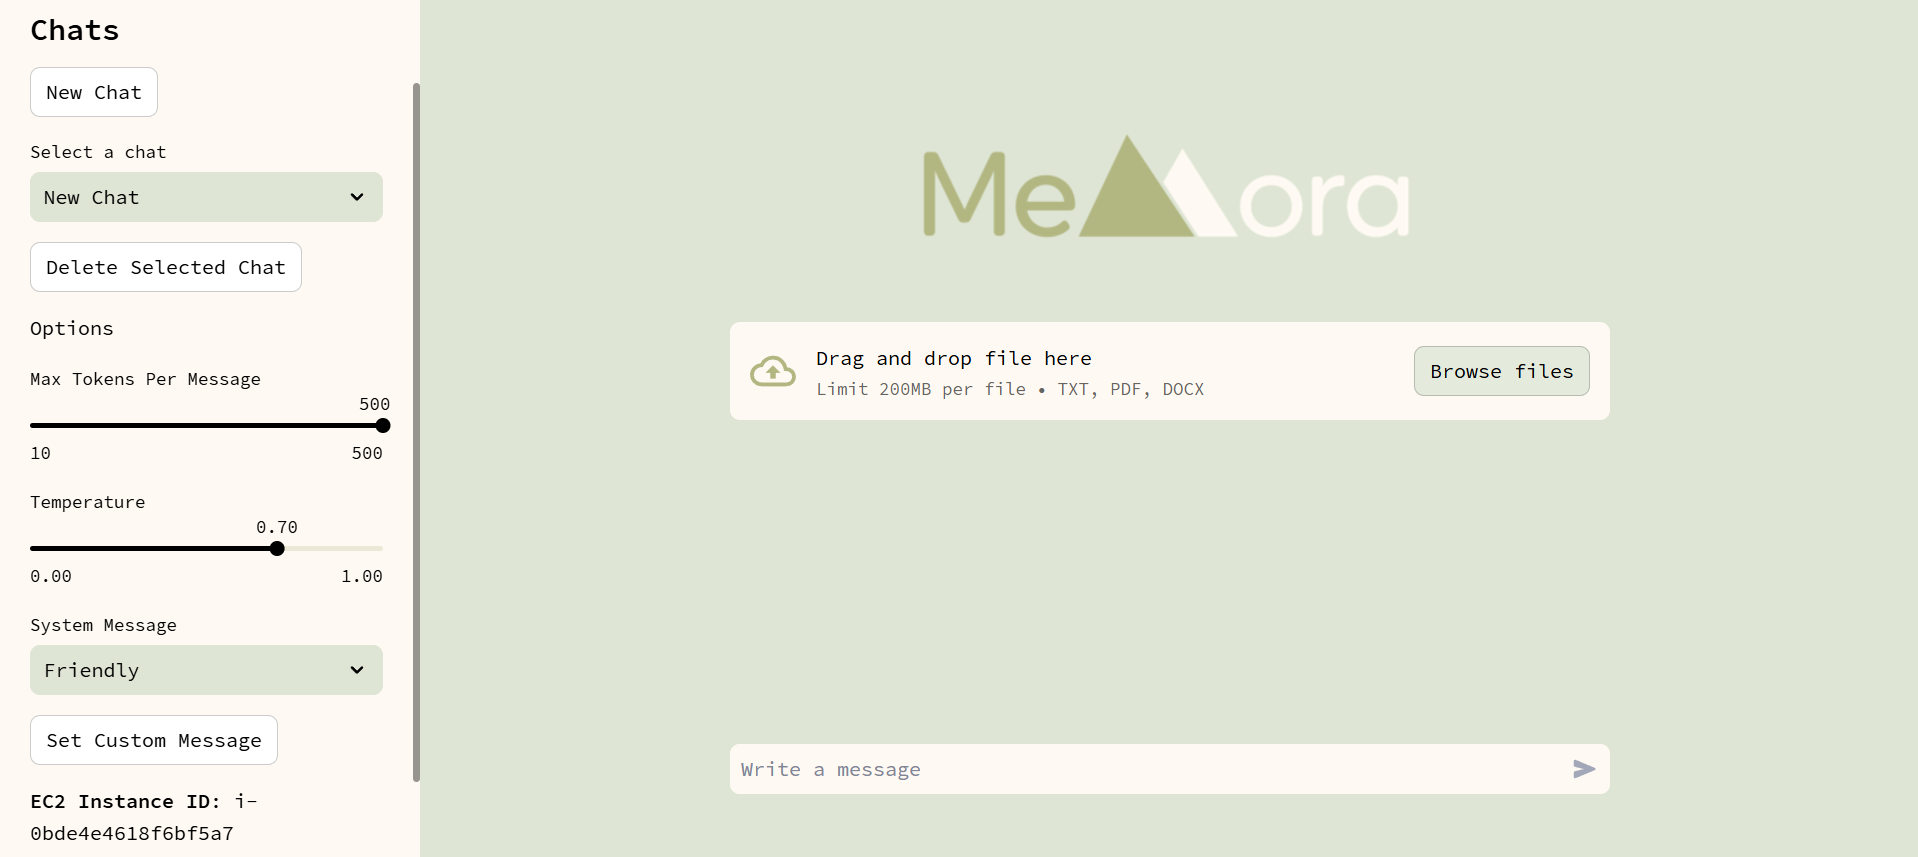 Chats
New Chat
Select a chat
New Chat
Delete Selected Chat
Options
Max Tokens Per Message
500
10 500
Temperature
0.70
0.00 1.00
System Message
Friendly
Set Custom Message
EC2 Instance ID: i-
0bde4e4618f6bf5a7
Memora
Drag and drop file here
Limit 200MB per file • TXT, PDF, DOCX
Browse files
Write a message